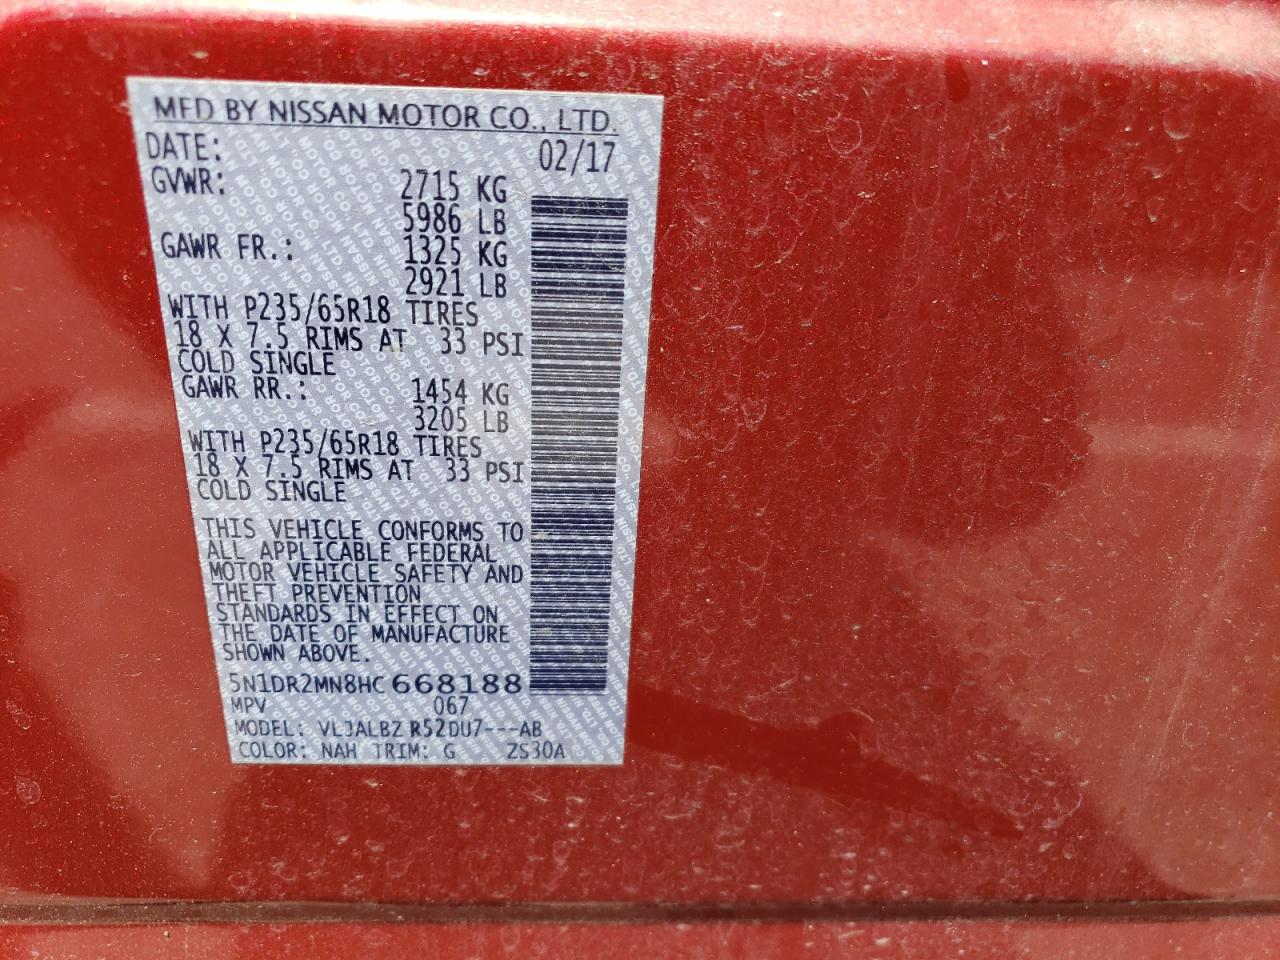 MFD BY NISSAN MOTOR CO., LTD.
DATE: 02/17
GVWR: 2715 KG
5986 LB
GAWR FR.: 1325 KG
2921 LB
WITH P235/65R18 TIRES
18 X 7.5 RIMS AT 33 PSI
COLD SINGLE
GAWR RR.: 1454 KG
3205 LB
WITH P235/65R18 TIRES
18 X 7.5 RIMS AT 33 PSI
COLD SINGLE
THIS VEHICLE CONFORMS TO
ALL APPLICABLE FEDERAL
MOTOR VEHICLE SAFETY AND
THEFT PREVENTION
STANDARDS IN EFFECT ON
THE DATE OF MANUFACTURE
SHOWN ABOVE.
5N1DR2MN8HC 668188
MPV 067
MODEL: VLJALBZ R52DU7---AB
COLOR: NAH TRIM: G ZS30A